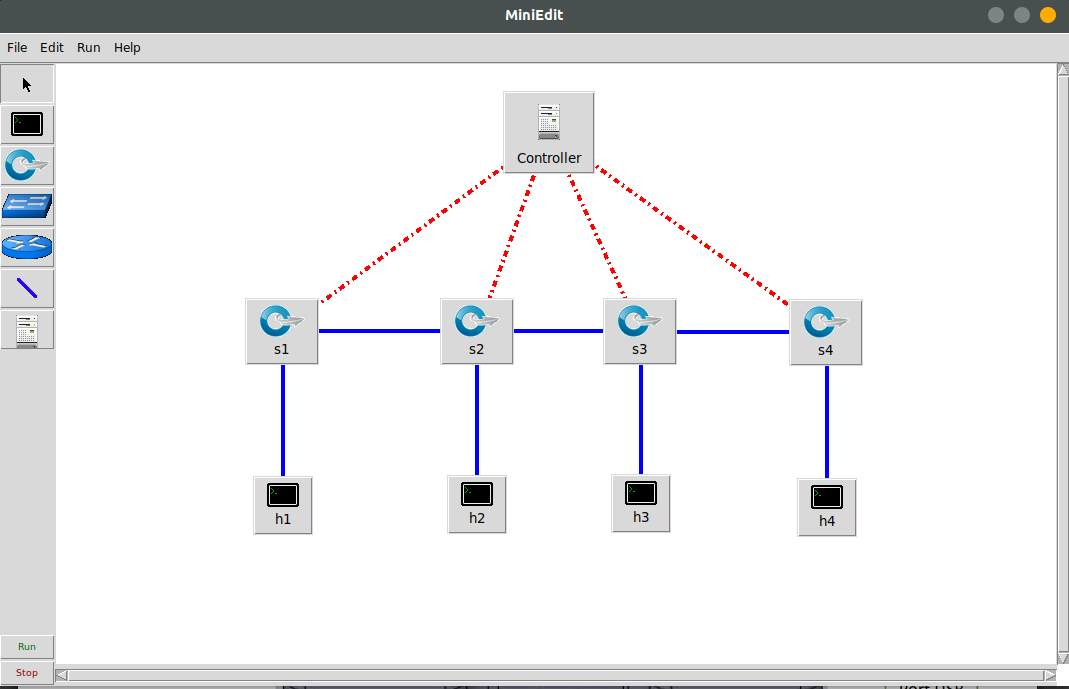 MiniEdit
File Edit Run Help
Controller
s1 s2 s3 s4
h1 h2 h3 h4
Run
Stop